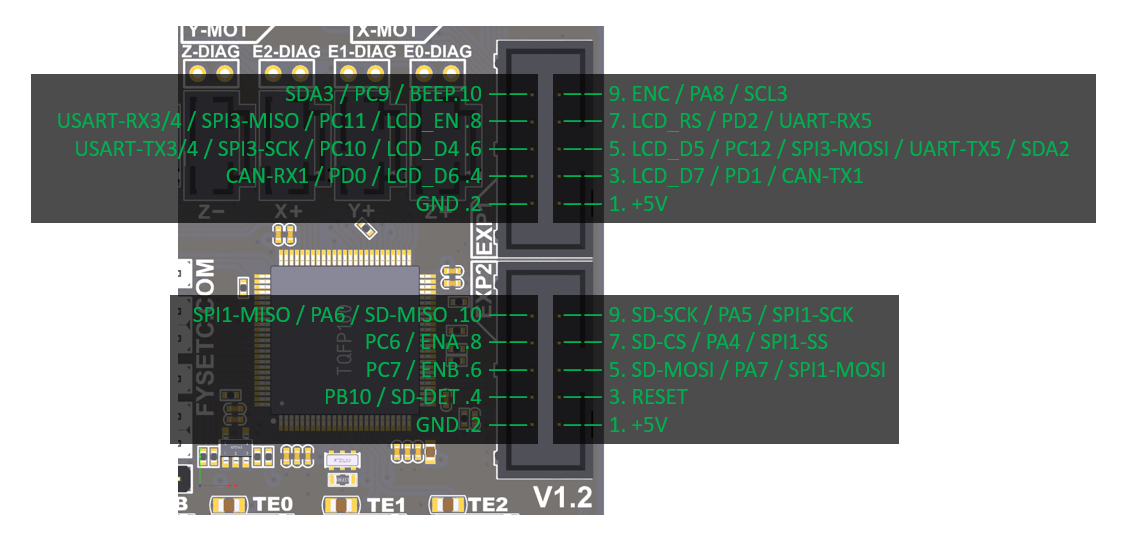 Y-MOT
X-MOT
Z-DIAG E2-DIAG E1-DIAG E0-DIAG
SDA3 / PC9 / BEEP.10
9. ENC / PA8 / SCL3
USART-RX3/4 / SPI3-MISO / PC11 / LCD_EN .8
7. LCD_RS / PD2 / UART-RX5
USART-TX3/4 / SPI3-SCK / PC10 / LCD_D4 .6
5. LCD_D5 / PC12 / SPI3-MOSI / UART-TX5 / SDA2
CAN-RX1 / PD0 / LCD_D6 .4
3. LCD_D7 / PD1 / CAN-TX1
GND .2
1. +5V
Z- X+ Y+ Z+
EXP1
EXP2
SPI1-MISO / PA6 / SD-MISO .10
9. SD-SCK / PA5 / SPI1-SCK
PC6 / ENA .8
7. SD-CS / PA4 / SPI1-SS
PC7 / ENB .6
5. SD-MOSI / PA7 / SPI1-MOSI
PB10 / SD-DET .4
3. RESET
GND .2
1. +5V
FYSETC.COM
TQFP100
V1.2
B TE0 TE1 TE2